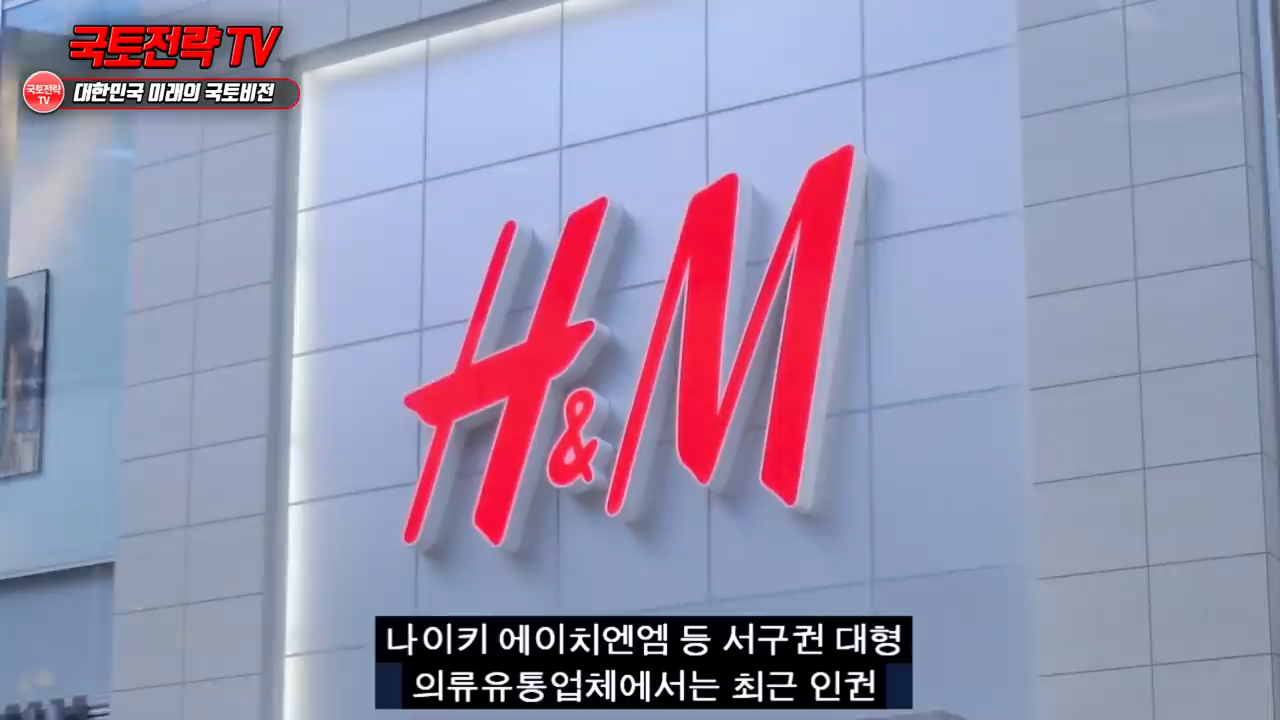 국토전략 TV
국토전략
TV
대한민국 미래의 국토비전
H&M
나이키 에이치엔엠 등 서구권 대형
의류유통업체에서는 최근 인권